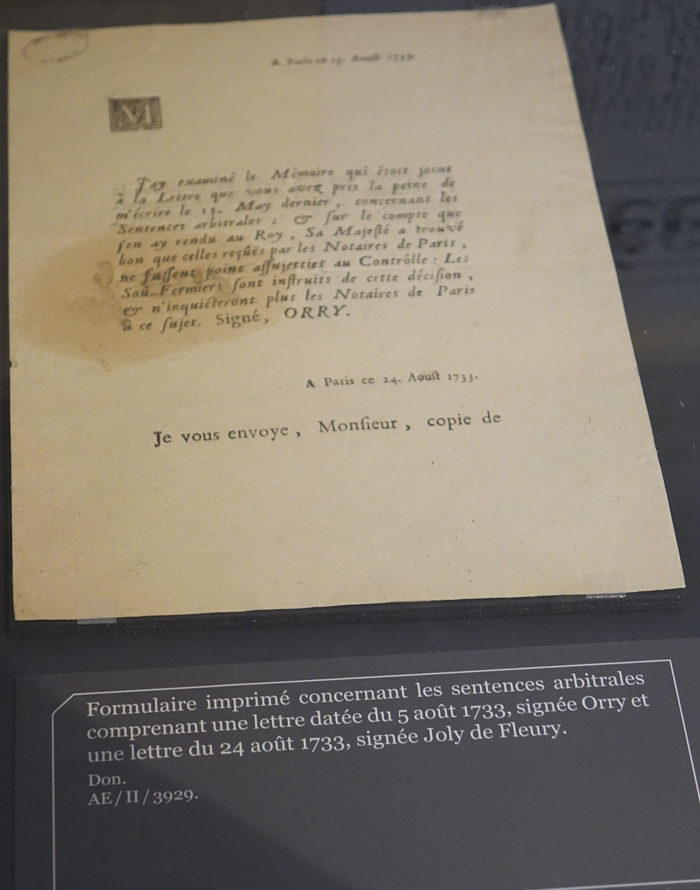 A Paris ce 15. Aoust 1733.
M
J'ay examiné le Mémoire qui étoit joint
à la Lettre que vous avez pris la peine de
m'écrire le 15. May dernier, concernant les
Sentences arbitrales ; & ſur le compte que
j'en ay rendu au Roy, Sa Majeſté a trouvé
bon que celles reçûës par les Notaires de Paris,
ne fuſſent point aſſujetties au Contrôlle : Les
Soû-Fermiers ſont inſtruits de cette déciſion,
& n'inquiéteront plus les Notaires de Paris
à ce ſujet. Signé, ORRY.
A Paris ce 24. Aouſt 1733.
Je vous envoye, Monſieur, copie de
Formulaire imprimé concernant les sentences arbitrales
comprenant une lettre datée du 5 août 1733, signée Orry et
une lettre du 24 août 1733, signée Joly de Fleury.
Don.
AE/II/3929.